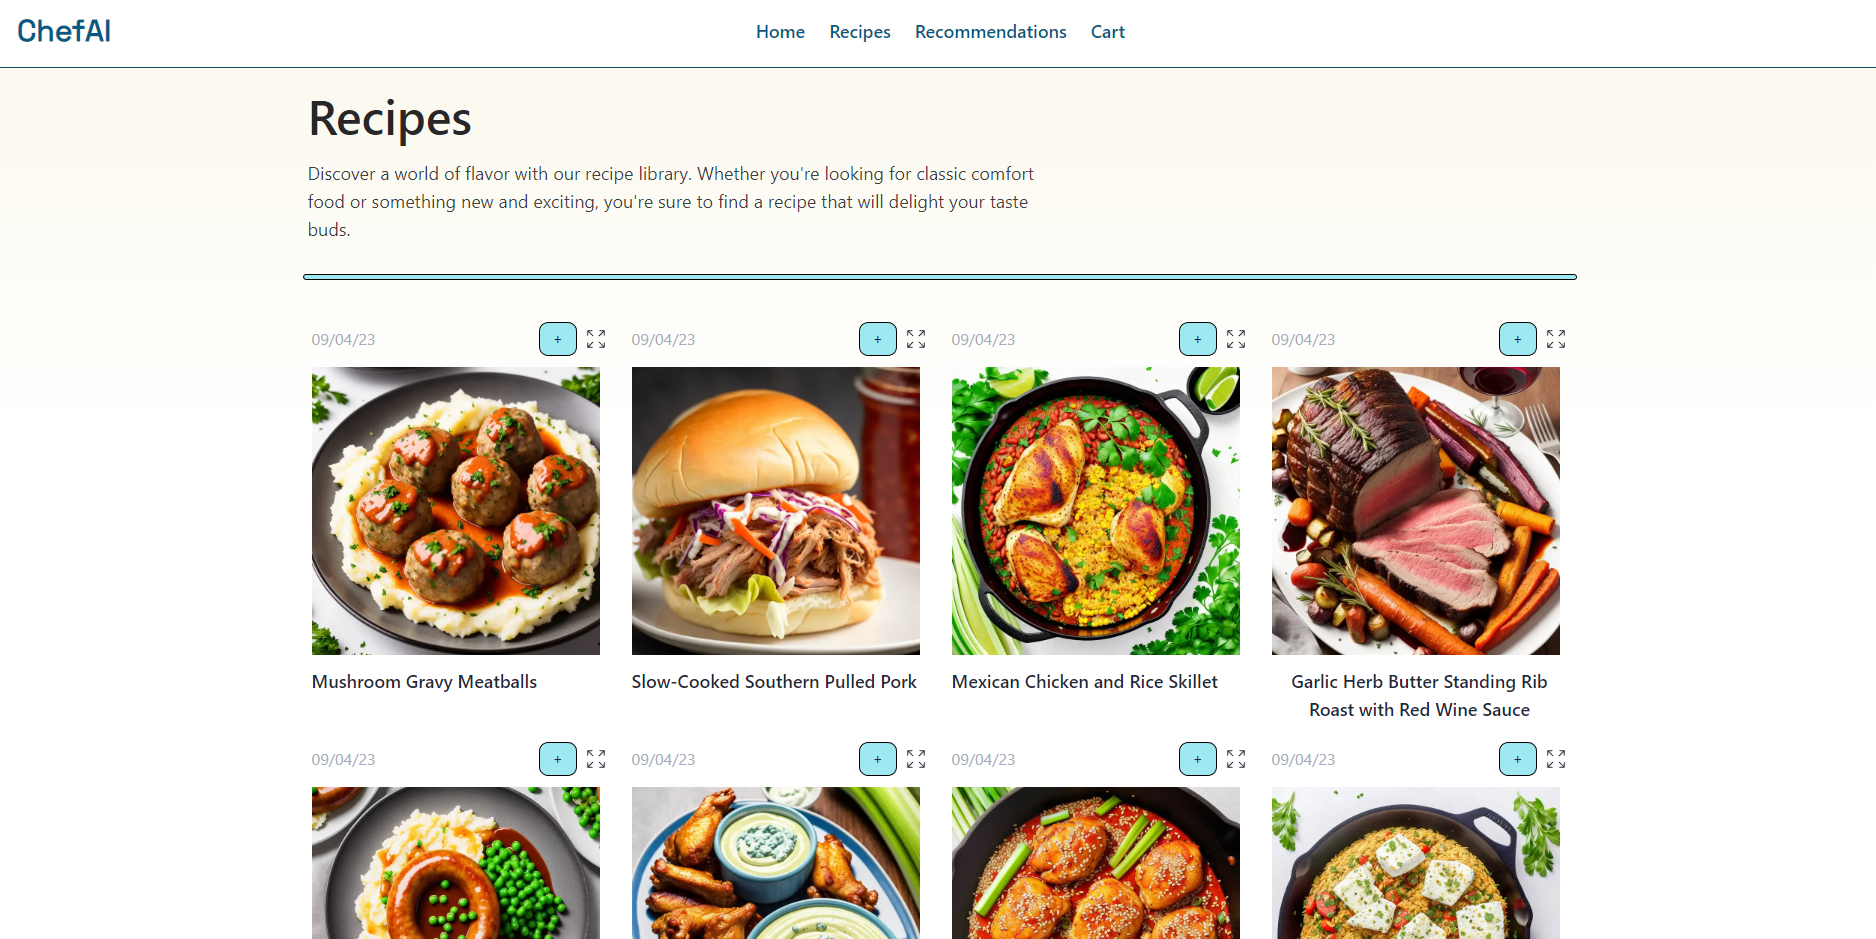 ChefAI
Home Recipes Recommendations Cart
Recipes
Discover a world of flavor with our recipe library. Whether you're looking for classic comfort
food or something new and exciting, you're sure to find a recipe that will delight your taste
buds.
09/04/23 +
09/04/23 +
09/04/23 +
09/04/23 +
Mushroom Gravy Meatballs
Slow-Cooked Southern Pulled Pork
Mexican Chicken and Rice Skillet
Garlic Herb Butter Standing Rib
Roast with Red Wine Sauce
09/04/23 +
09/04/23 +
09/04/23 +
09/04/23 +